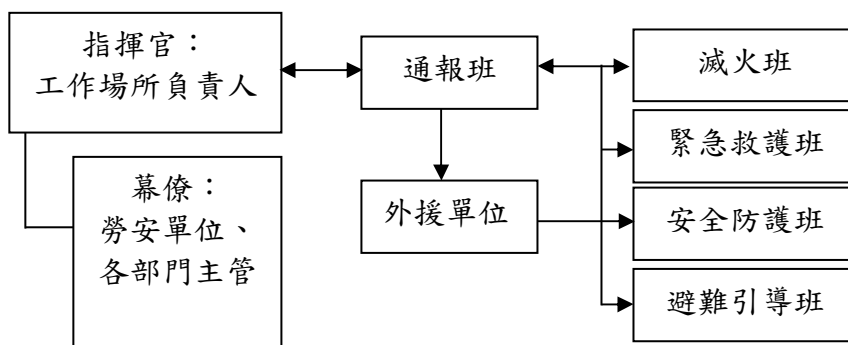 指揮官：
工作場所負責人
幕僚：
勞安單位、
各部門主管
通報班
外援單位
滅火班
緊急救護班
安全防護班
避難引導班